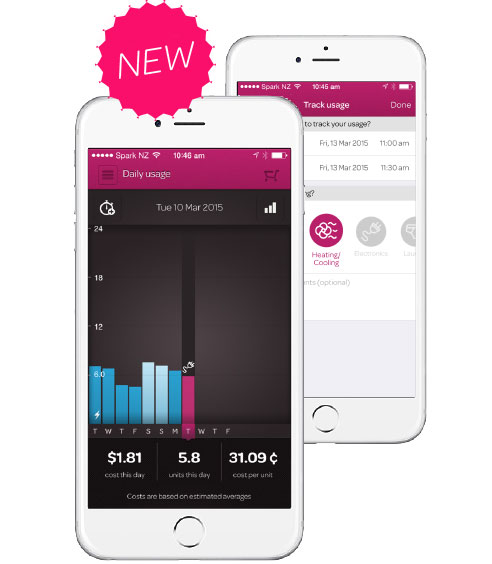 NEW
Spark NZ 10:46 am
Daily usage
Tue 10 Mar 2015
24
18
12
6.0
T W T F S S M T W T F
$1.81 5.8 31.09 ¢
cost this day units this day cost per unit
Costs are based on estimated averages
Spark NZ 10:45 am
Track usage Done
to track your usage?
Fri, 13 Mar 2015 11:00 am
Fri, 13 Mar 2015 11:30 am
Heating/ Electronics
Cooling
(optional)